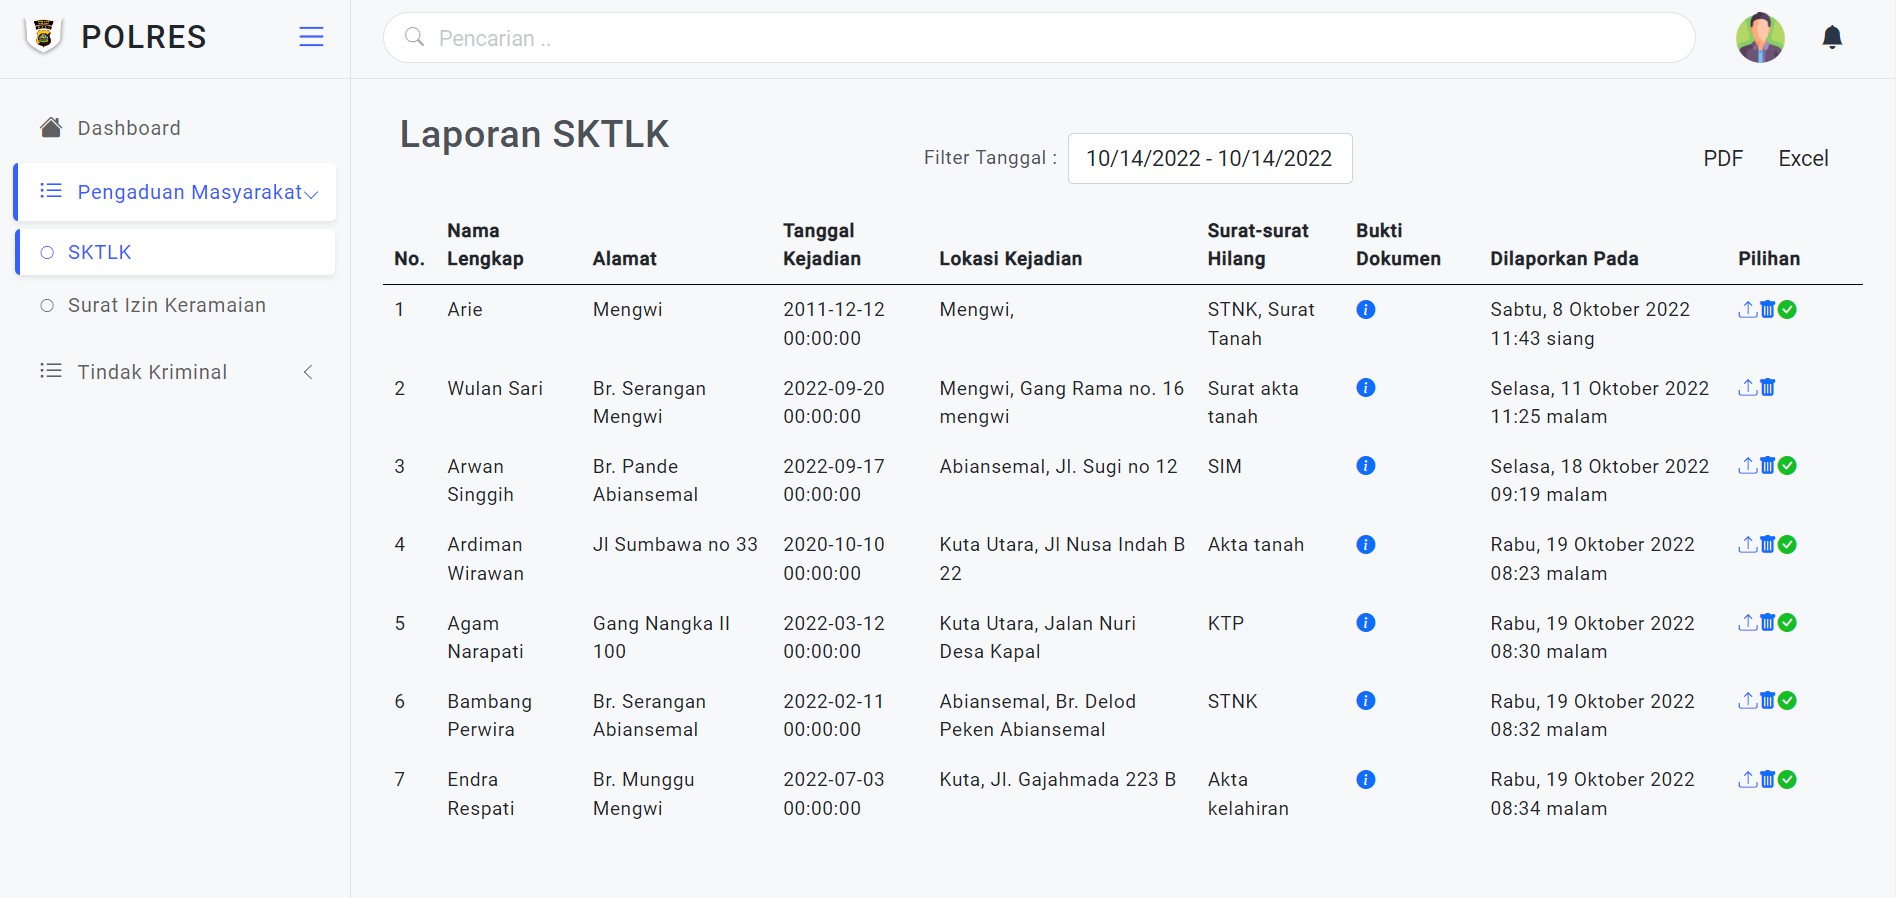 POLRES
Pencarian ..
Dashboard
Pengaduan Masyarakat
SKTLK
Surat Izin Keramaian
Tindak Kriminal
Laporan SKTLK
Filter Tanggal :
10/14/2022 - 10/14/2022
PDF
Excel
No.
Nama
Lengkap
Alamat
Tanggal
Kejadian
Lokasi Kejadian
Surat-surat
Hilang
Bukti
Dokumen
Dilaporkan Pada
Pilihan
1
Arie
Mengwi
2011-12-12
00:00:00
Mengwi,
STNK, Surat
Tanah
Sabtu, 8 Oktober 2022
11:43 siang
2
Wulan Sari
Br. Serangan
Mengwi
2022-09-20
00:00:00
Mengwi, Gang Rama no. 16
mengwi
Surat akta
tanah
Selasa, 11 Oktober 2022
11:25 malam
3
Arwan
Singgih
Br. Pande
Abiansemal
2022-09-17
00:00:00
Abiansemal, Jl. Sugi no 12
SIM
Selasa, 18 Oktober 2022
09:19 malam
4
Ardiman
Wirawan
Jl Sumbawa no 33
2020-10-10
00:00:00
Kuta Utara, Jl Nusa Indah B
22
Akta tanah
Rabu, 19 Oktober 2022
08:23 malam
5
Agam
Narapati
Gang Nangka II
100
2022-03-12
00:00:00
Kuta Utara, Jalan Nuri
Desa Kapal
KTP
Rabu, 19 Oktober 2022
08:30 malam
6
Bambang
Perwira
Br. Serangan
Abiansemal
2022-02-11
00:00:00
Abiansemal, Br. Delod
Peken Abiansemal
STNK
Rabu, 19 Oktober 2022
08:32 malam
7
Endra
Respati
Br. Munggu
Mengwi
2022-07-03
00:00:00
Kuta, Jl. Gajahmada 223 B
Akta
kelahiran
Rabu, 19 Oktober 2022
08:34 malam